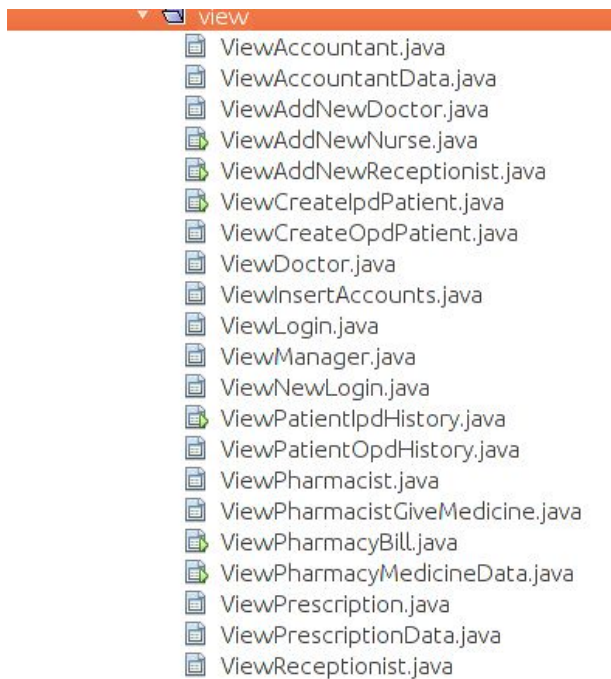 view
ViewAccountant.java
ViewAccountantData.java
ViewAddNewDoctor.java
ViewAddNewNurse.java
ViewAddNewReceptionist.java
ViewCreateIpdPatient.java
ViewCreateOpdPatient.java
ViewDoctor.java
ViewInsertAccounts.java
ViewLogin.java
ViewManager.java
ViewNewLogin.java
ViewPatientIpdHistory.java
ViewPatientOpdHistory.java
ViewPharmacist.java
ViewPharmacistGiveMedicine.java
ViewPharmacyBill.java
ViewPharmacyMedicineData.java
ViewPrescription.java
ViewPrescriptionData.java
ViewReceptionist.java